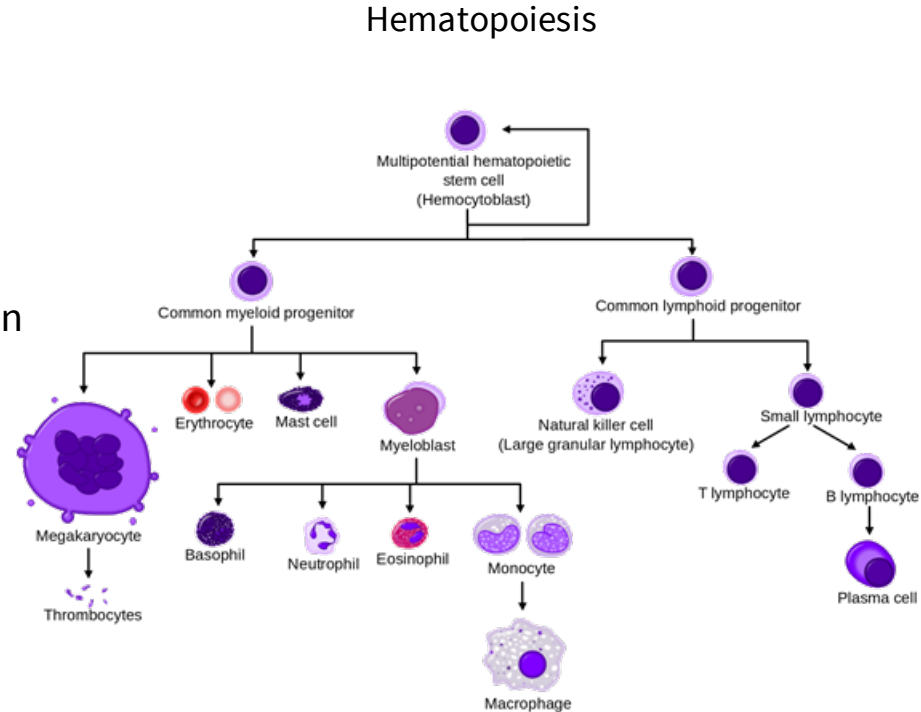 Hematopoiesis
Multipotential hematopoietic
stem cell
(Hemocytoblast)
Common myeloid progenitor
Common lymphoid progenitor
n
Erythrocyte
Mast cell
Myeloblast
Natural killer cell
(Large granular lymphocyte)
Small lymphocyte
T lymphocyte
B lymphocyte
Megakaryocyte
Basophil
Neutrophil
Eosinophil
Monocyte
Plasma cell
Thrombocytes
Macrophage